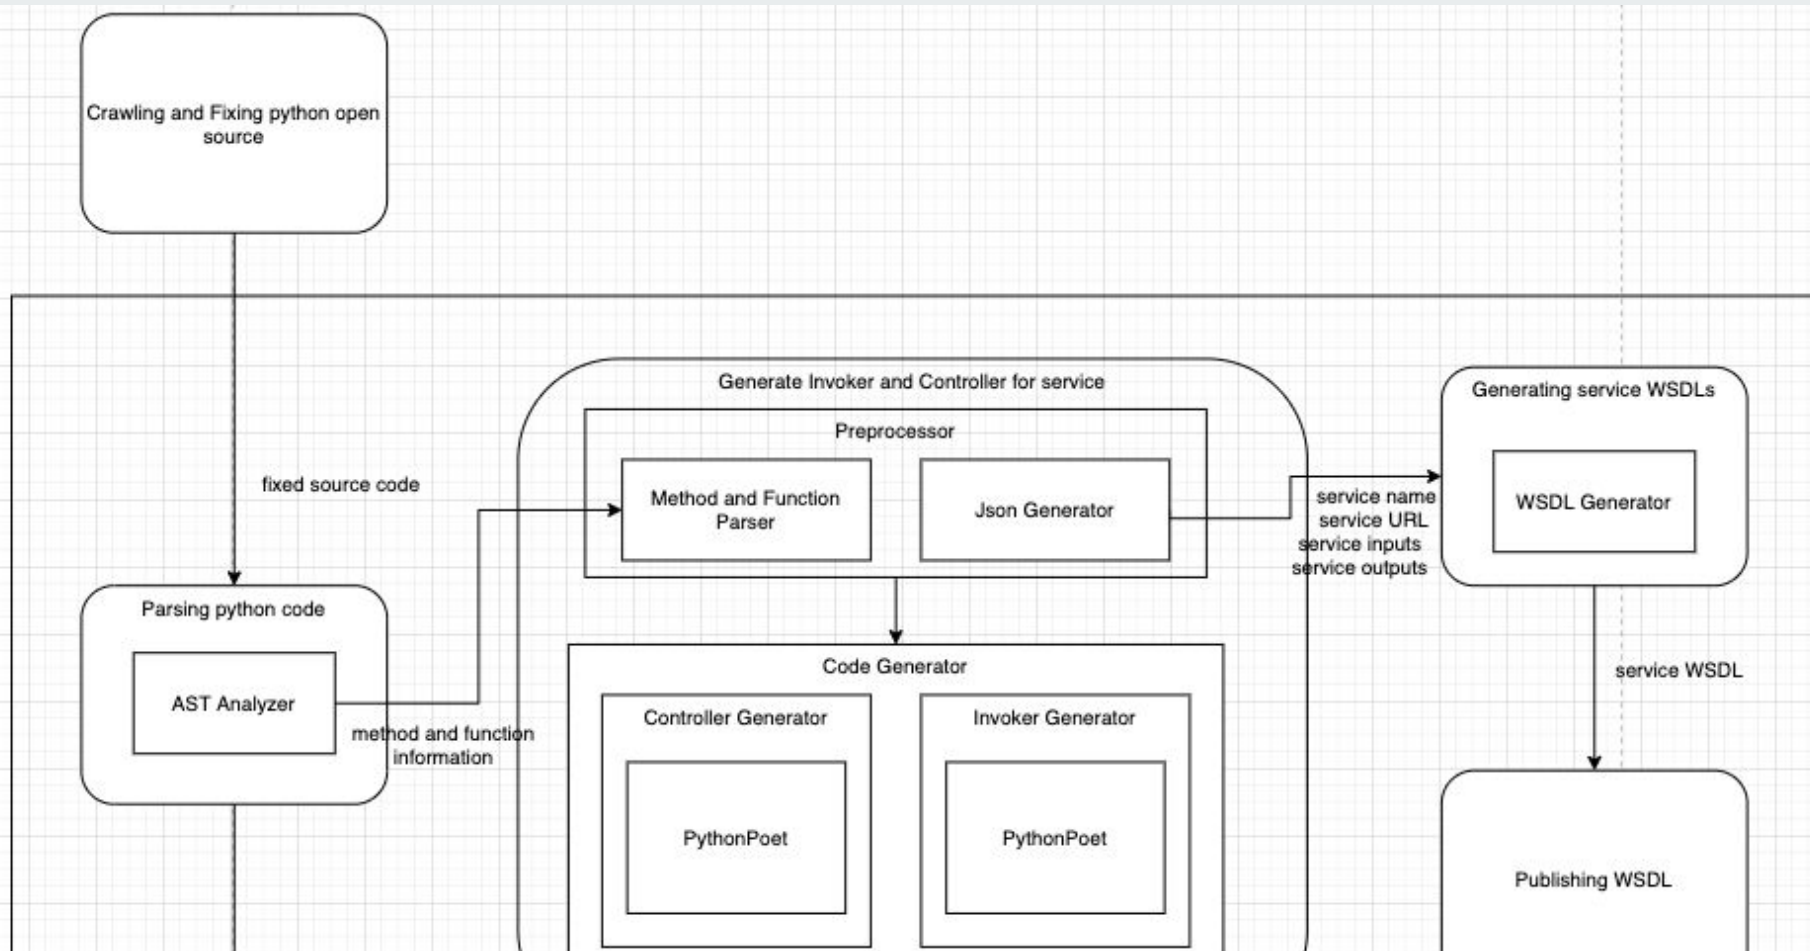 Crawling and Fixing python open
source
Generate Invoker and Controller for service
Generating service WSDLs
Preprocessor
fixed source code
Method and Function
Parser
Json Generator
service name
service URL
service inputs
service outputs
WSDL Generator
Parsing python code
AST Analyzer
method and function
information
Code Generator
service WSDL
Controller Generator
Invoker Generator
PythonPoet
PythonPoet
Publishing WSDL